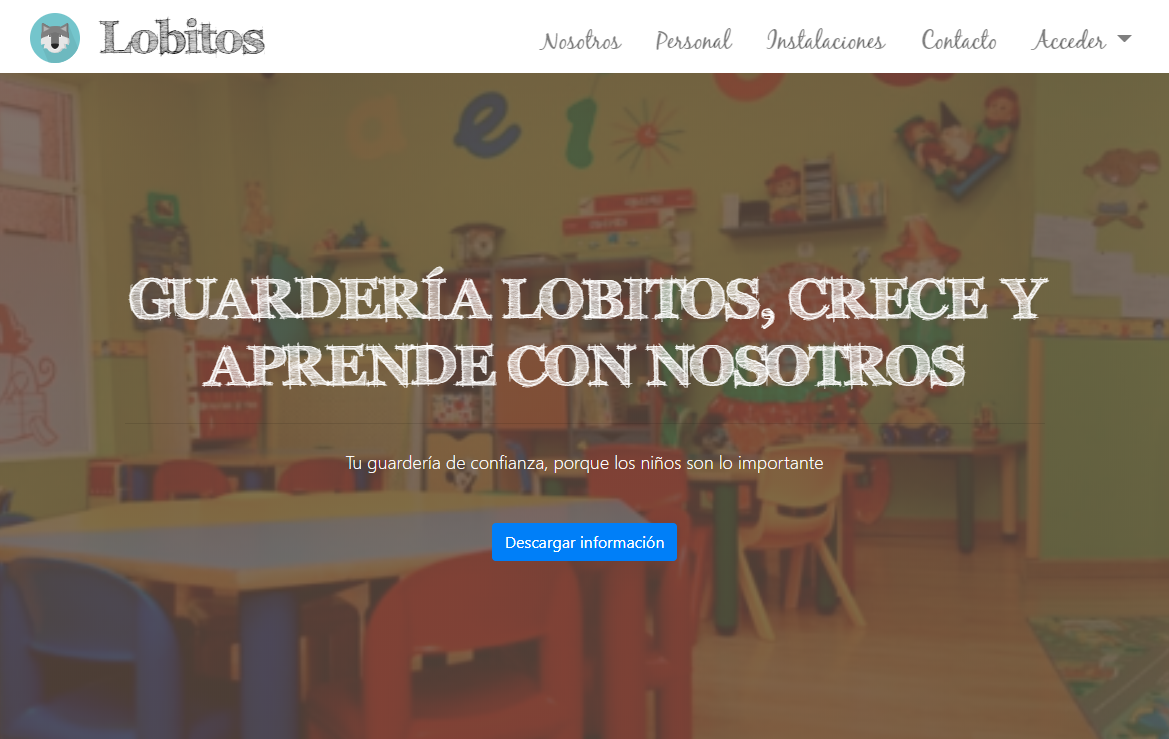 Lobitos
Nosotros
Personal
Instalaciones
Contacto
Acceder
a e i
GUARDERÍA LOBITOS, CRECE Y
APRENDE CON NOSOTROS
Tu guardería de confianza, porque los niños son lo importante
Descargar información